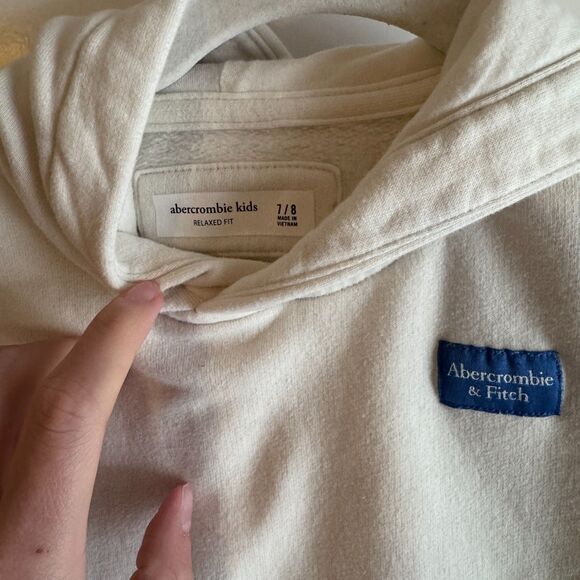 abercrombie kids
RELAXED FIT
7/8
MADE IN
VIETNAM
Abercrombie
& Fitch